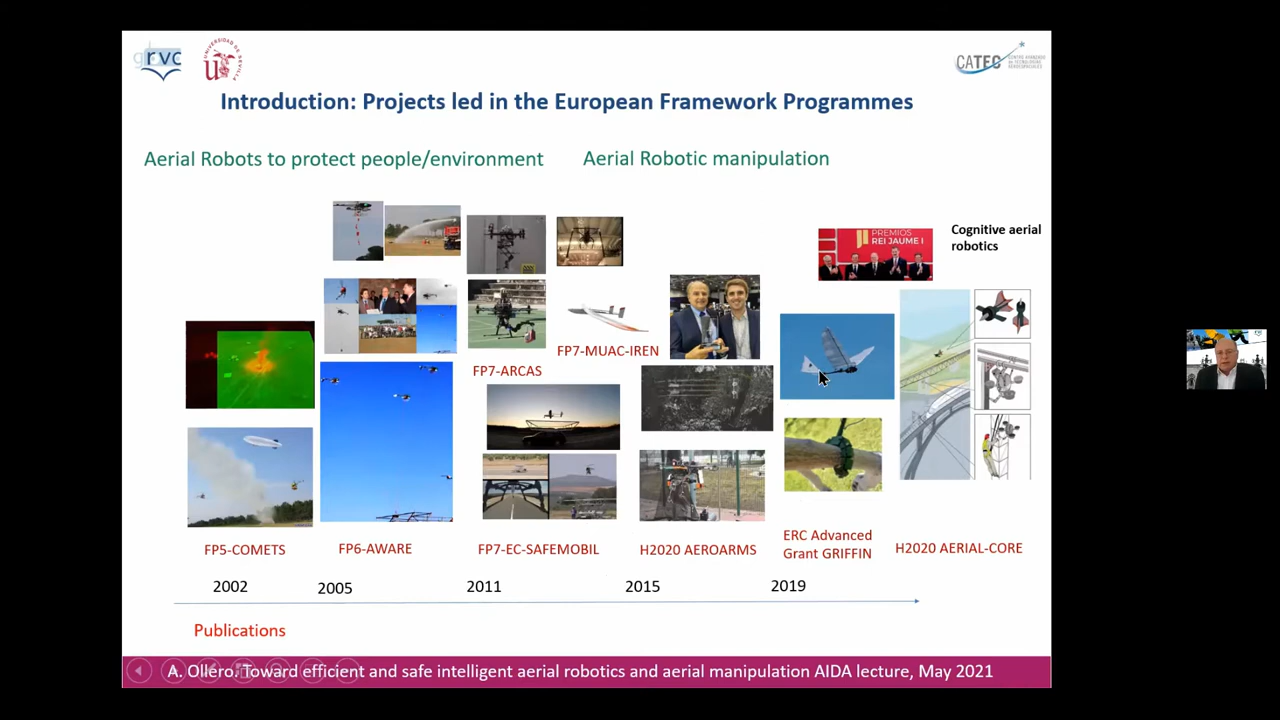 grvc
UNIVERSIDAD DE SEVILLA
CATEC
Introduction: Projects led in the European Framework Programmes
Aerial Robots to protect people/environment
Aerial Robotic manipulation
PREMIOS
REI JAUME I
Cognitive aerial
robotics
FP7-MUAC-IREN
FP7-ARCAS
FP5-COMETS
FP6-AWARE
FP7-EC-SAFEMOBIL
H2020 AEROARMS
ERC Advanced
Grant GRIFFIN
H2020 AERIAL-CORE
2002
2005
2011
2015
2019
Publications
A. Ollero. Toward efficient and safe intelligent aerial robotics and aerial manipulation AIDA lecture, May 2021